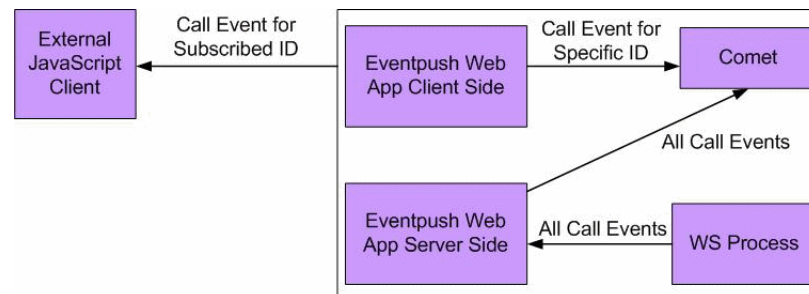 External
JavaScript
Client
Call Event for
Subscribed ID
Eventpush Web
App Client Side
Call Event for
Specific ID
Comet
All Call Events
Eventpush Web
App Server Side
All Call Events
WS Process